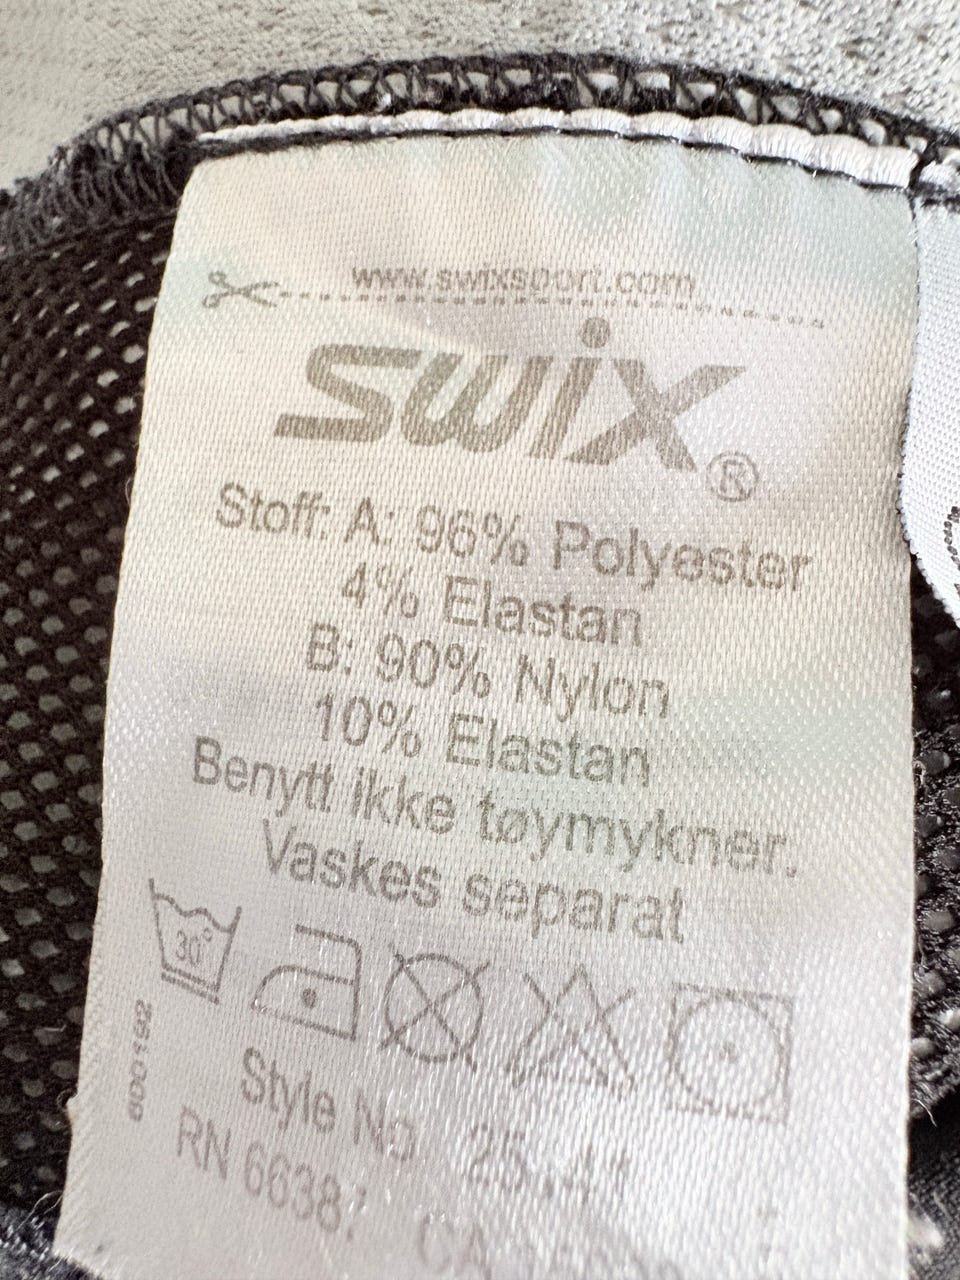 www.swixsport.com
swix®
Stoff: A: 96% Polyester
4% Elastan
B: 90% Nylon
10% Elastan
Benytt ikke tøymykner.
Vaskes separat
30°
6001192
Style No
RN